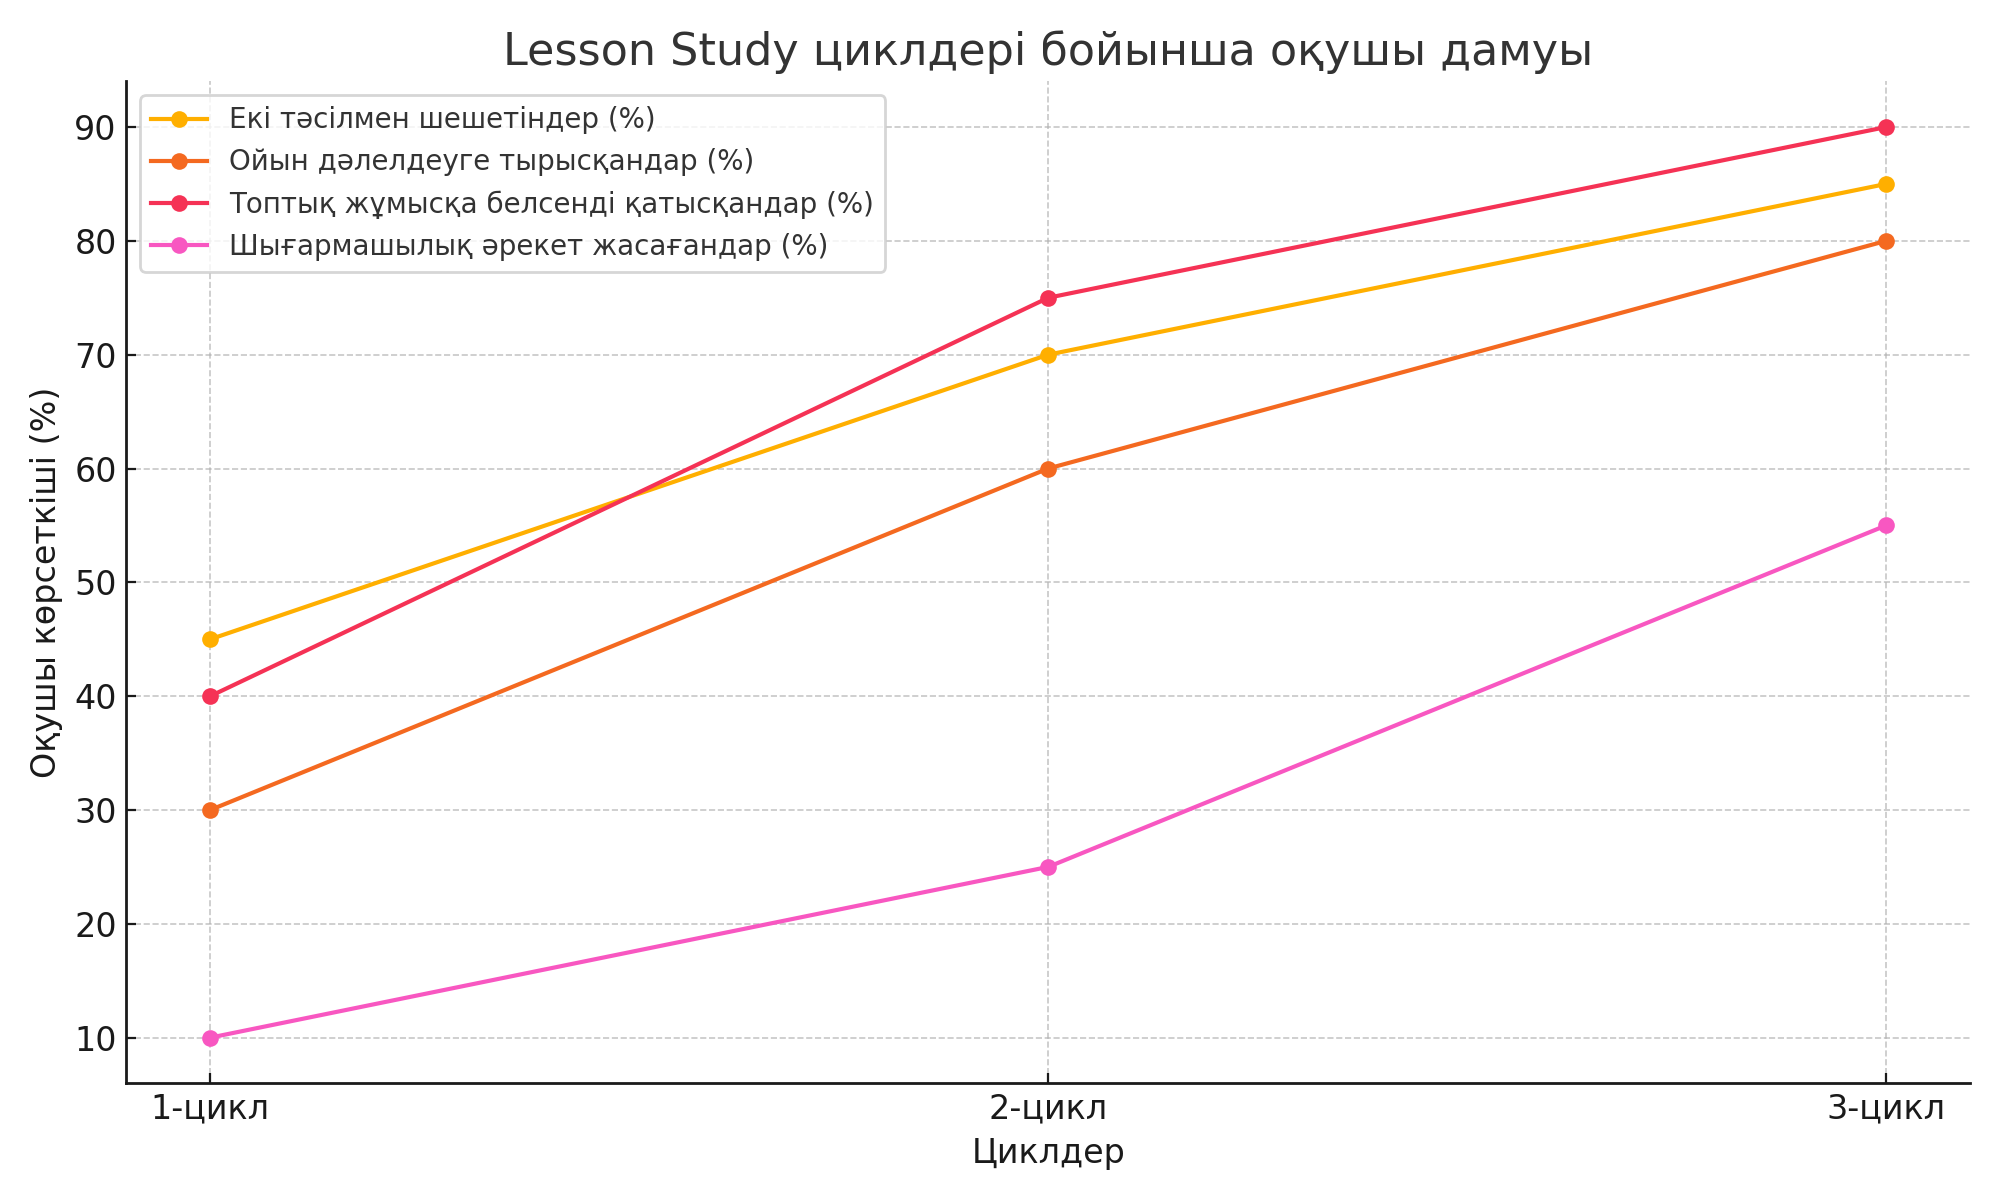 Lesson Study циклдері бойынша оқушы дамуы
Екі тәсілмен шешетіндер (%)
Ойын дәлелдеуге тырысқандар (%)
Топтық жұмысқа белсенді қатысқандар (%)
Шығармашылық әрекет жасағандар (%)
Оқушы көрсеткіші (%)
90
80
70
60
50
40
30
20
10
1-цикл 2-цикл 3-цикл
Циклдер